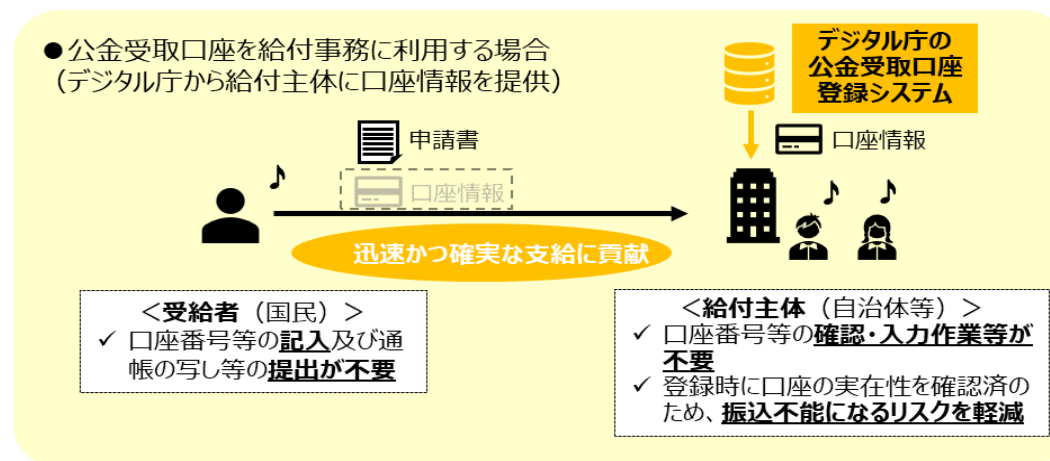 ●公金受取口座を給付事務に利用する場合
（デジタル庁から給付主体に口座情報を提供）
デジタル庁の
公金受取口座
登録システム
申請書
口座情報
口座情報
迅速かつ確実な支給に貢献
＜受給者（国民）＞
✓ 口座番号等の記入及び通
帳の写し等の提出が不要
＜給付主体（自治体等）＞
✓ 口座番号等の確認・入力作業等が
不要
✓ 登録時に口座の実在性を確認済の
ため、振込不能になるリスクを軽減